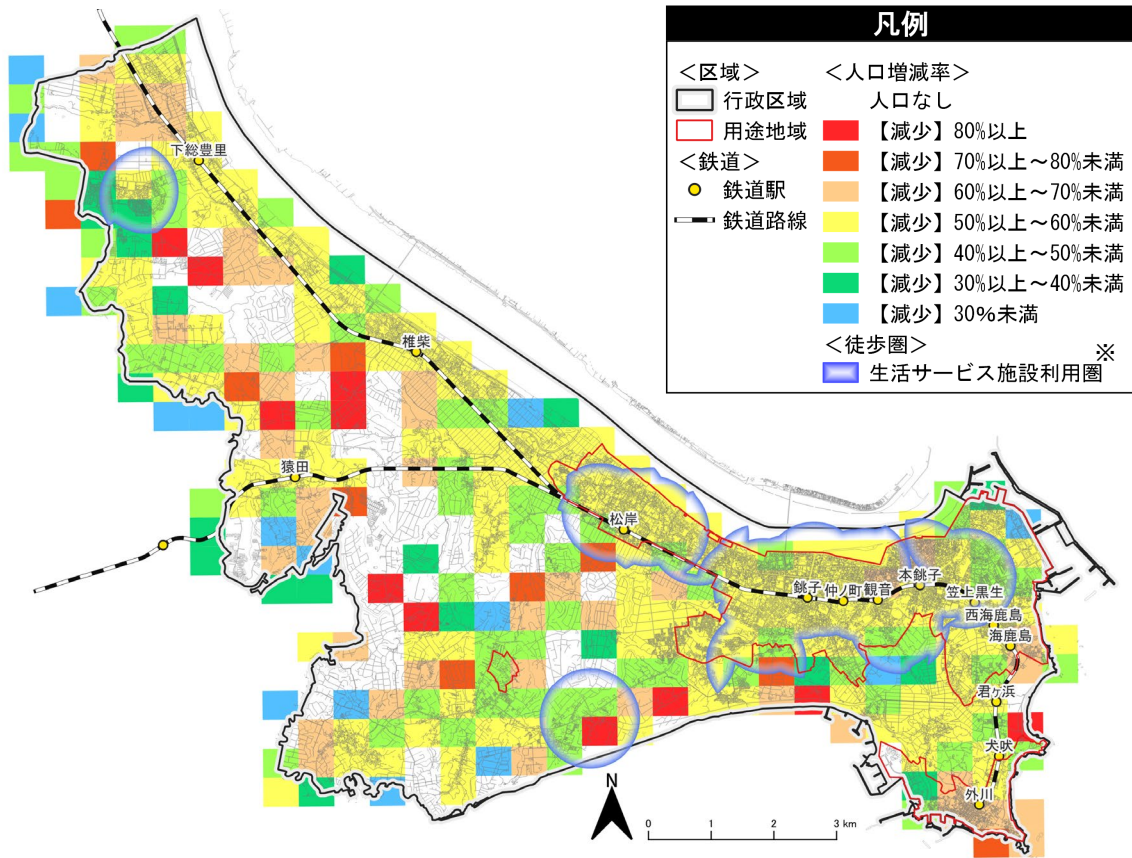 凡例
＜区域＞
行政区域
用途地域
＜鉄道＞
鉄道駅
鉄道路線
＜人口増減率＞
人口なし
【減少】80%以上
【減少】70%以上～80%未満
【減少】60%以上～70%未満
【減少】50%以上～60%未満
【減少】40%以上～50%未満
【減少】30%以上～40%未満
【減少】30%未満
＜徒歩圏＞
生活サービス施設利用圏
※
下総豊里
椎柴
猿田
松岸
銚子
仲ノ町
観音
本銚子
笠上黒生
西海鹿島
海鹿島
君ヶ浜
犬吠
外川
N
0 1 2 3 km